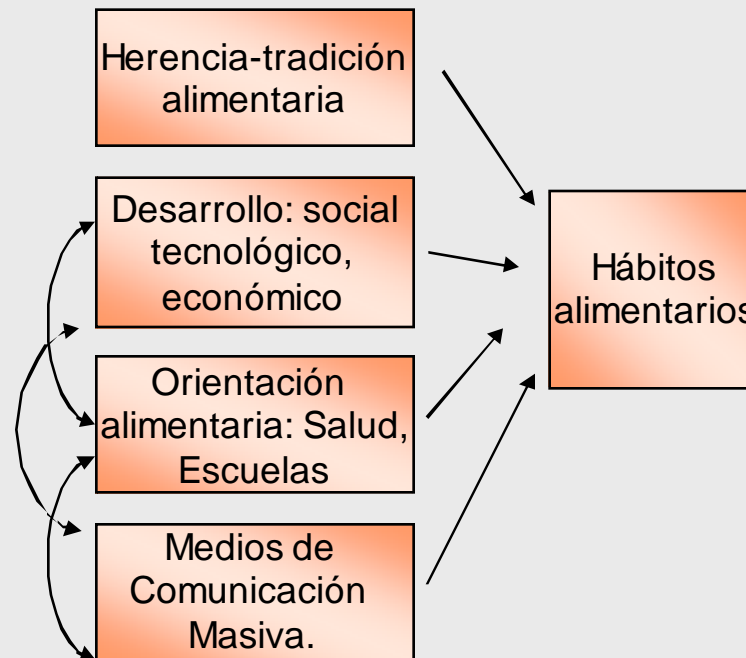 Herencia-tradición
alimentaria
Desarrollo: social
tecnológico,
económico
Orientación
alimentaria: Salud,
Escuelas
Medios de
Comunicación
Masiva.
Hábitos
alimentarios